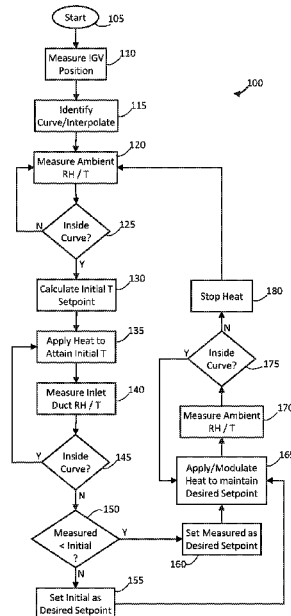 Start
105
Measure IGV
Position
110
100
Identify
Curve/Interpolate
115
Measure Ambient
RH / T
120
N
Inside
Curve?
125
Y
Calculate Initial T
Setpoint
130
Stop Heat
180
Apply Heat to
Attain Initial T
135
N
Y
Inside
Curve?
175
Measure Inlet
Duct RH / T
140
Measure Ambient
RH / T
170
Y
Inside
Curve?
145
Apply/Modulate
Heat to maintain
Desired Setpoint
165
N
150
Measured
< Initial
?
Y
Set Measured as
Desired Setpoint
160
N
Set Initial as
Desired Setpoint
155